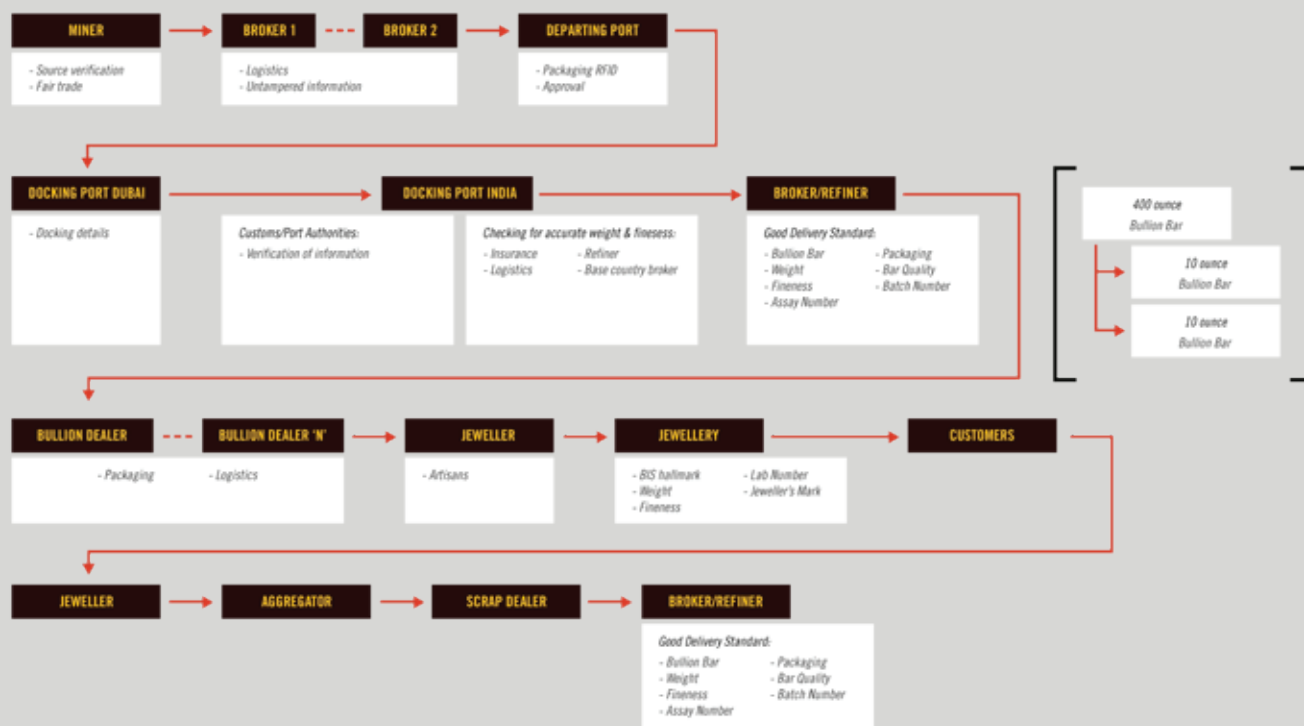 MINER
BROKER 1
BROKER 2
DEPARTING PORT
- Source verification
- Fair trade
- Logistics
- Untampered information
- Packaging RFID
- Approval
DOCKING PORT DUBAI
DOCKING PORT INDIA
BROKER/REFINER
- Docking details
Customs/Port Authorities:
- Verification of information
Checking for accurate weight & finesess:
- Insurance
- Refiner
- Logistics
- Base country broker
Good Delivery Standard:
- Bullion Bar
- Packaging
- Weight
- Bar Quality
- Fineness
- Batch Number
- Assay Number
400 ounce
Bullion Bar
10 ounce
Bullion Bar
10 ounce
Bullion Bar
BULLION DEALER
BULLION DEALER 'N'
JEWELLER
JEWELLERY
CUSTOMERS
- Packaging
- Logistics
- Artisans
- BIS hallmark
- Lab Number
- Weight
- Jeweller's Mark
- Fineness
JEWELLER
AGGREGATOR
SCRAP DEALER
BROKER/REFINER
Good Delivery Standard:
- Bullion Bar
- Packaging
- Weight
- Bar Quality
- Fineness
- Batch Number
- Assay Number